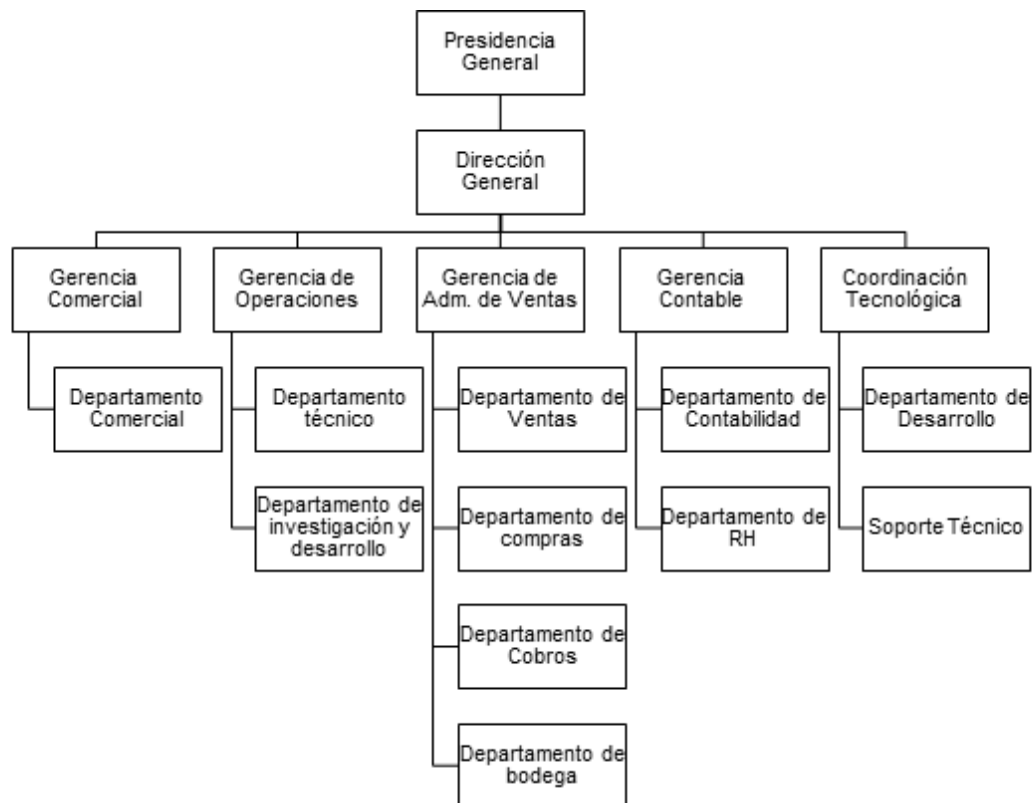 Presidencia
General
Dirección
General
Gerencia
Comercial
Gerencia de
Operaciones
Gerencia de
Adm. de Ventas
Gerencia
Contable
Coordinación
Tecnológica
Departamento
Comercial
Departamento
técnico
Departamento de
Ventas
Departamento de
Contabilidad
Departamento de
Desarrollo
Departamento de
investigación y
desarrollo
Departamento de
compras
Departamento de
RH
Soporte Técnico
Departamento de
Cobros
Departamento de
bodega